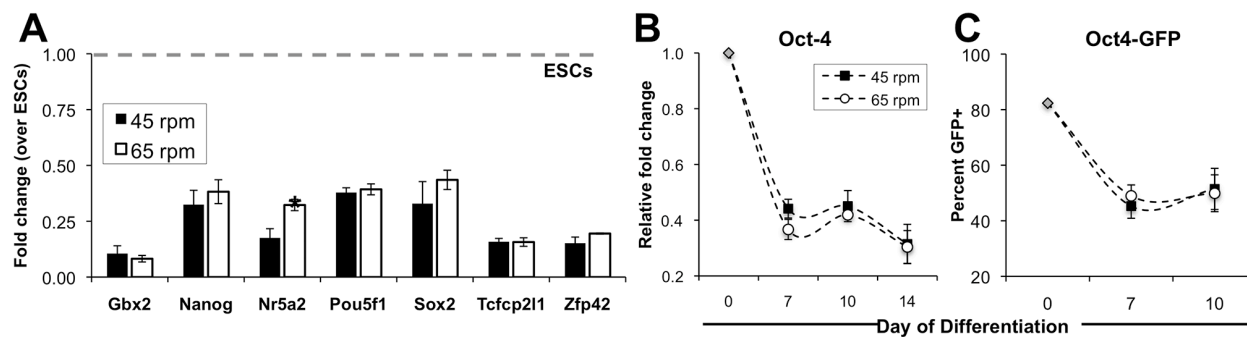 A
Fold change (over ESCs)
1.00
0.75
0.50
0.25
0.00
ESCs
45 rpm
65 rpm
*
Gbx2 Nanog Nr5a2 Pou5f1 Sox2 Tcfcp2l1 Zfp42
B
Oct-4
Relative fold change
1.0
0.8
0.6
0.4
0.2
45 rpm
65 rpm
0 7 10 14
C
Oct4-GFP
Percent GFP+
100
80
60
40
20
0 7 10
Day of Differentiation